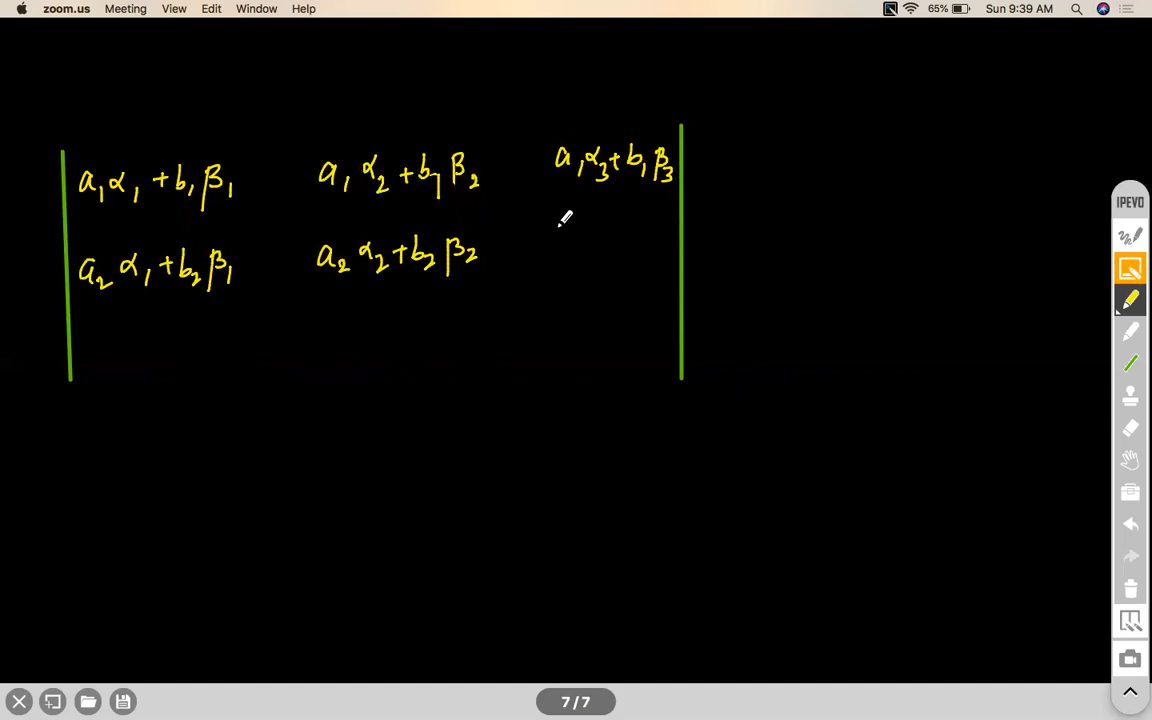 zoom.us Meeting View Edit Window Help 65% Sun 9:39 AM
a₁α₁ + b₁β₁ a₁α₂ + b₁β₂ a₁α₃ + b₁β₃
a₂α₁ + b₂β₁ a₂α₂ + b₂β₂
IPEVO
7 / 7